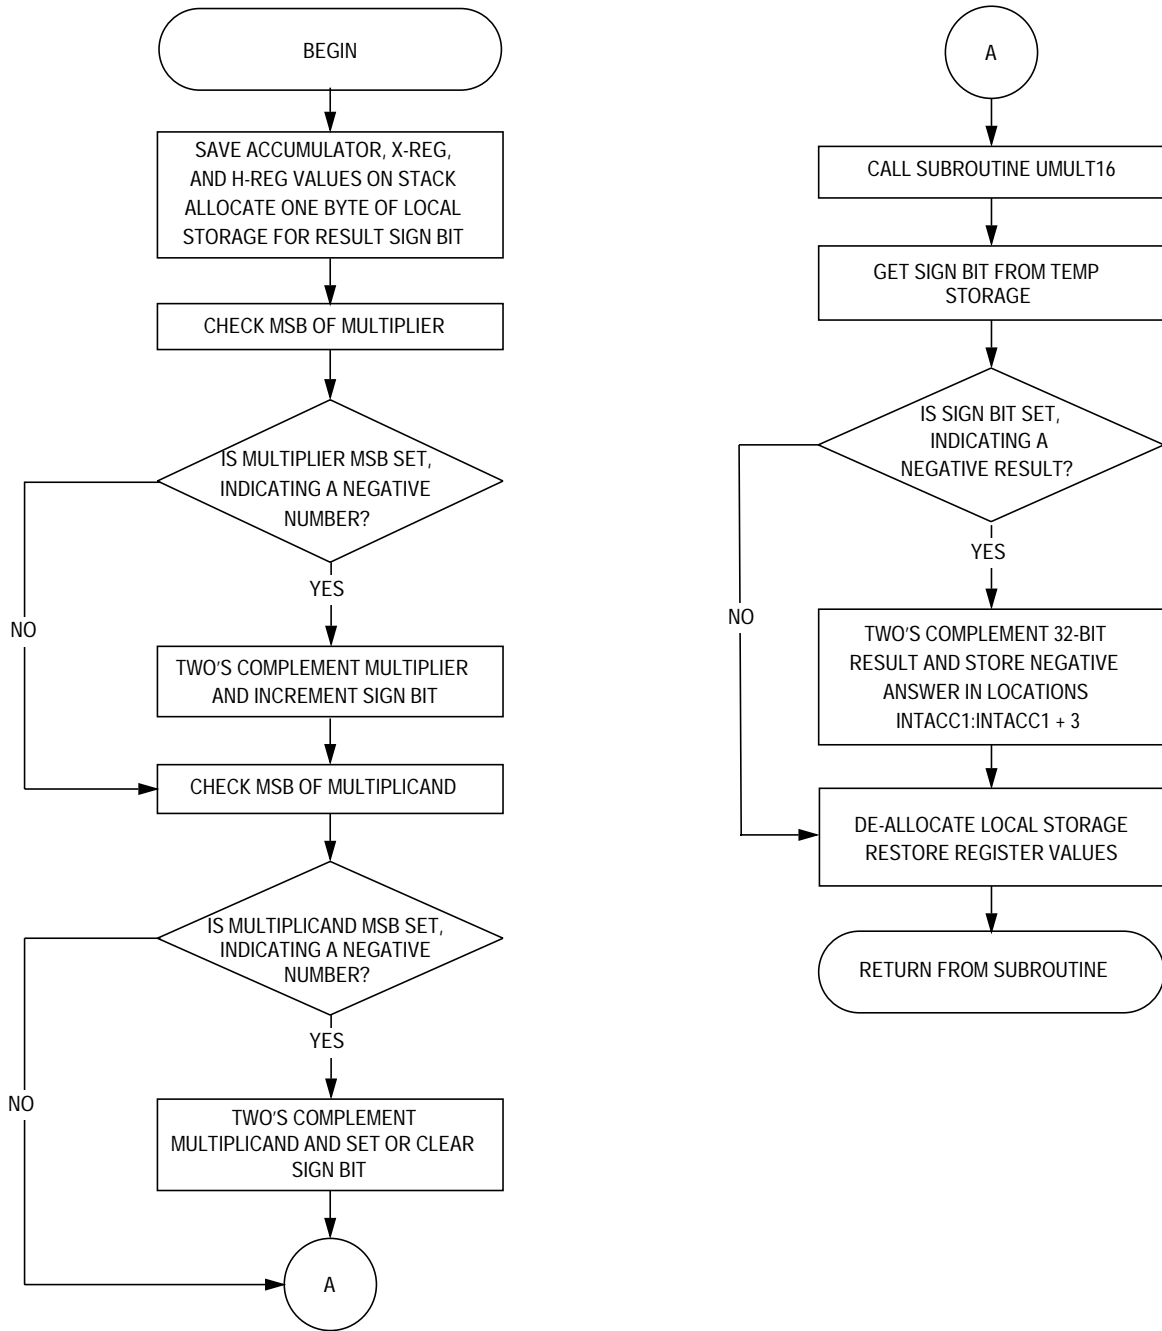 BEGIN
SAVE ACCUMULATOR, X-REG,
AND H-REG VALUES ON STACK
ALLOCATE ONE BYTE OF LOCAL
STORAGE FOR RESULT SIGN BIT
CHECK MSB OF MULTIPLIER
IS MULTIPLIER MSB SET,
INDICATING A NEGATIVE
NUMBER?
YES
NO
TWO'S COMPLEMENT MULTIPLIER
AND INCREMENT SIGN BIT
CHECK MSB OF MULTIPLICAND
IS MULTIPLICAND MSB SET,
INDICATING A NEGATIVE
NUMBER?
YES
NO
TWO'S COMPLEMENT
MULTIPLICAND AND SET OR CLEAR
SIGN BIT
A
A
CALL SUBROUTINE UMULT16
GET SIGN BIT FROM TEMP
STORAGE
IS SIGN BIT SET,
INDICATING A
NEGATIVE RESULT?
YES
NO
TWO'S COMPLEMENT 32-BIT
RESULT AND STORE NEGATIVE
ANSWER IN LOCATIONS
INTACC1:INTACC1 + 3
DE-ALLOCATE LOCAL STORAGE
RESTORE REGISTER VALUES
RETURN FROM SUBROUTINE